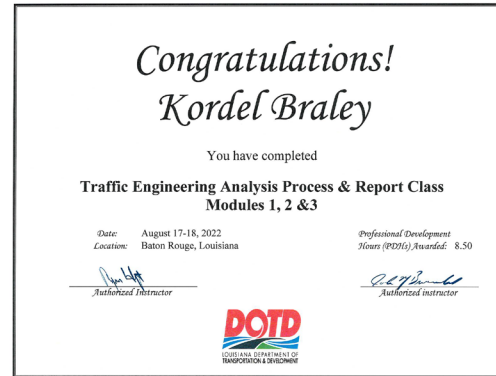 Congratulations!
Kordel Braley
You have completed
Traffic Engineering Analysis Process & Report Class
Modules 1, 2 &3
Date: August 17-18, 2022
Location: Baton Rouge, Louisiana
Professional Development
Hours (PDHs) Awarded: 8.50
Authorized Instructor
Authorized instructor
DOTD
LOUISIANA DEPARTMENT OF
TRANSPORTATION & DEVELOPMENT